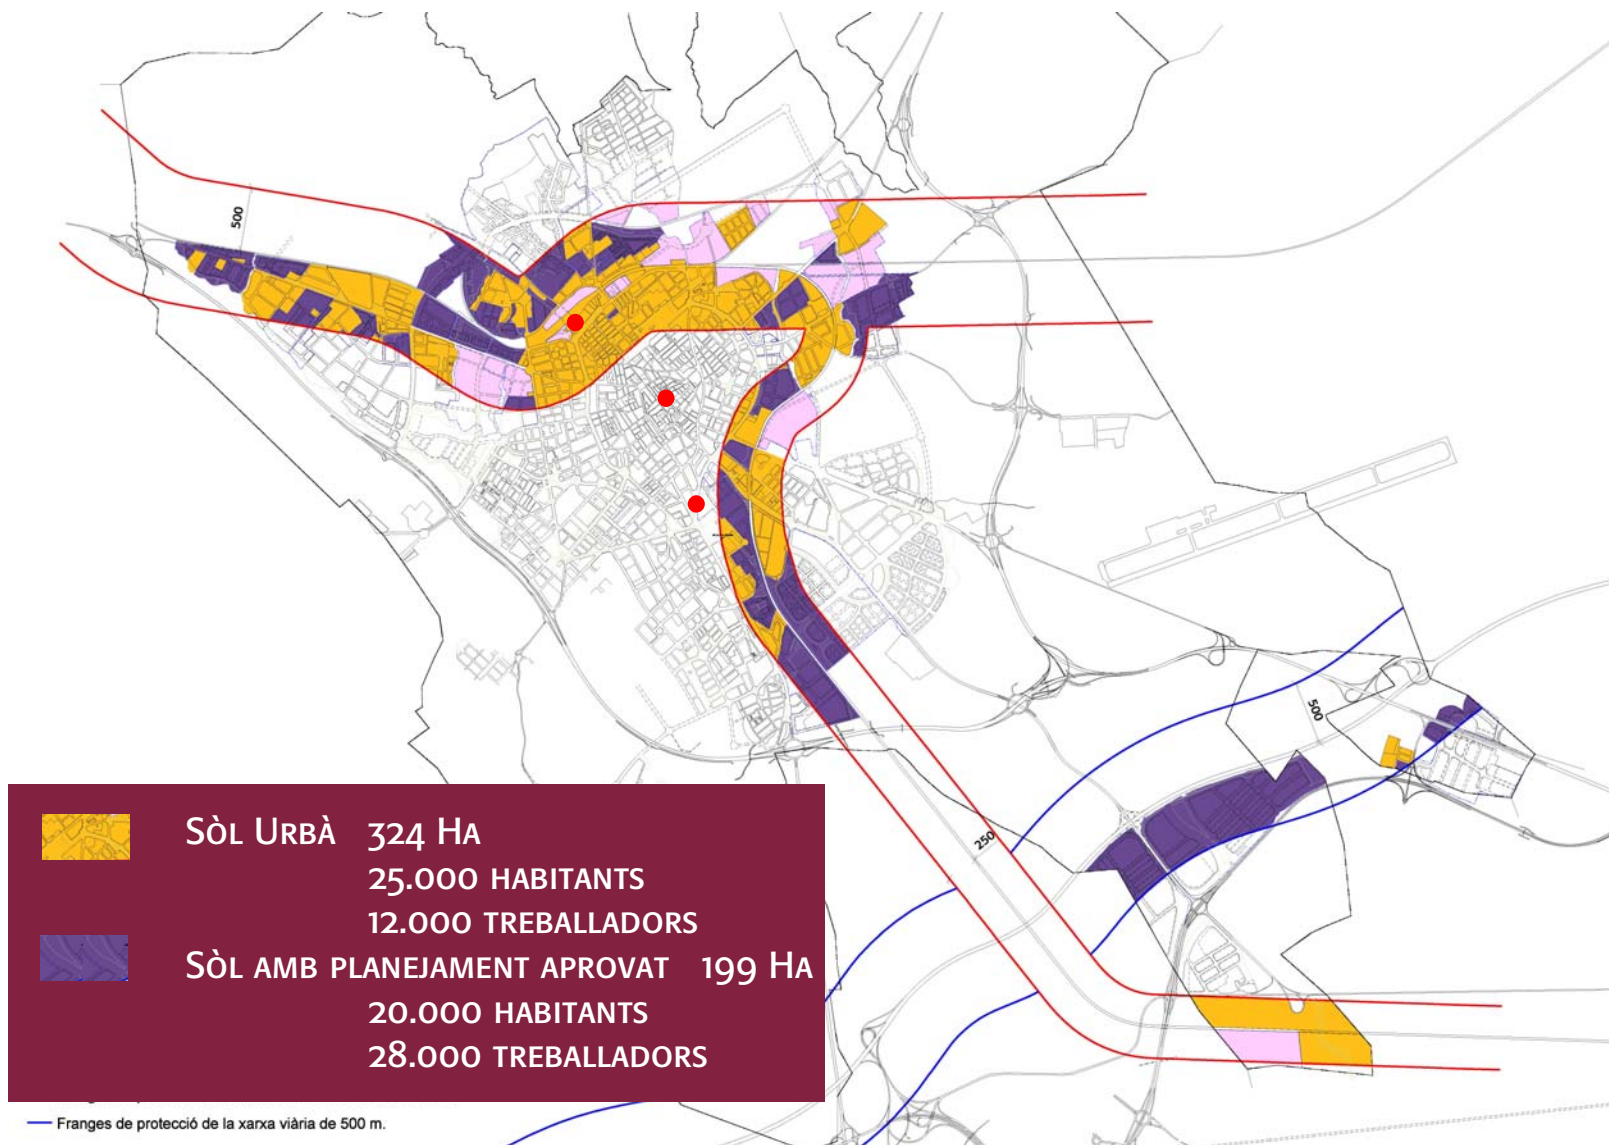 500
500
250
Sòl Urbà 324 Ha
25.000 habitants
12.000 treballadors
Sòl amb planejament aprovat 199 Ha
20.000 habitants
28.000 treballadors
Franges de protecció de la xarxa viària de 500 m.